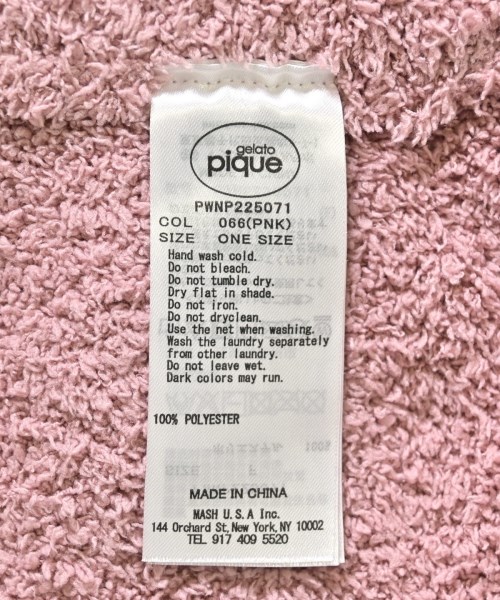 gelato
pique
PWNP225071
COL 066(PNK)
SIZE ONE SIZE
Hand wash cold.
Do not bleach.
Do not tumble dry.
Dry flat in shade.
Do not iron.
Do not dryclean.
Use the net when washing.
Wash the laundry separately
from other laundry.
Do not leave wet.
Dark colors may run.
100% POLYESTER
MADE IN CHINA
MASH U.S.A Inc.
144 Orchard St, New York, NY 10002
TEL 917 409 5520